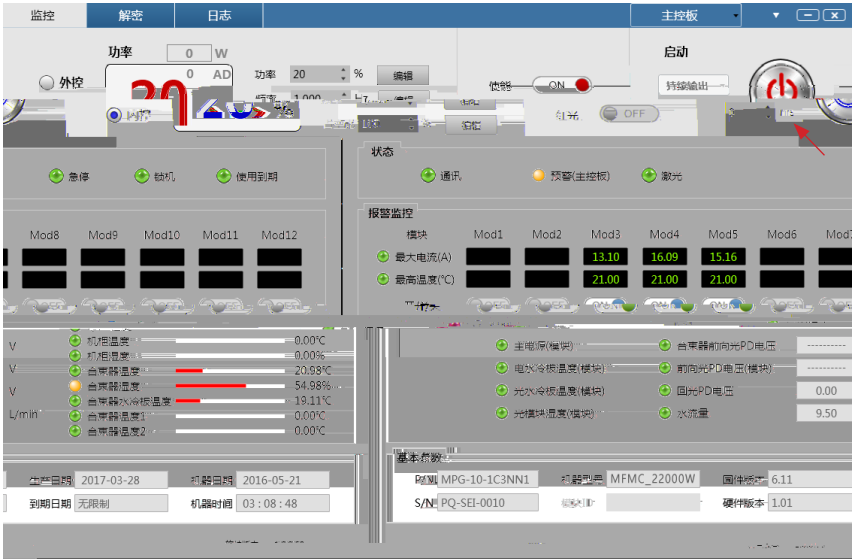 监控 解密 日志 主控板
功率 0 W 启动
外控 0 AD 功率 20 % 编辑
使能 ON 持续输出
1.000
内控 红光 OFF
编辑
状态
急停 锁机 使用到期 通讯 预警(主控板) 激光
报警监控
Mod8 Mod9 Mod10 Mod11 Mod12 模块 Mod1 Mod2 Mod3 Mod4 Mod5 Mod6 Mod7
最大电流(A) 13.10 16.09 15.16
最高温度(℃) 21.00 21.00 21.00
V 机柜温度 0.00℃ 主电源(模块) 合束器前向光PD电压 ----------
机柜湿度 0.00%
V 合束器温度 20.98℃ 电水冷板温度(模块) 前向光PD电压(模块) ----------
V 合束器湿度 54.98% 光水冷板温度(模块) 回光PD电压 0.00
合束器水冷板温度 19.11℃
L/min 合束器温度1 0.00℃ 光模块湿度(模块) 水流量 9.50
合束器温度2 0.00℃
基本参数
生产日期 2017-03-28 机器日期 2016-05-21 MPG-10-1C3NN1 机器型号 MFMC_22000W 固件版本 6.11
到期日期 无限制 机器时间 03 : 08 : 48 S/N PQ-SEI-0010 硬件版本 1.01